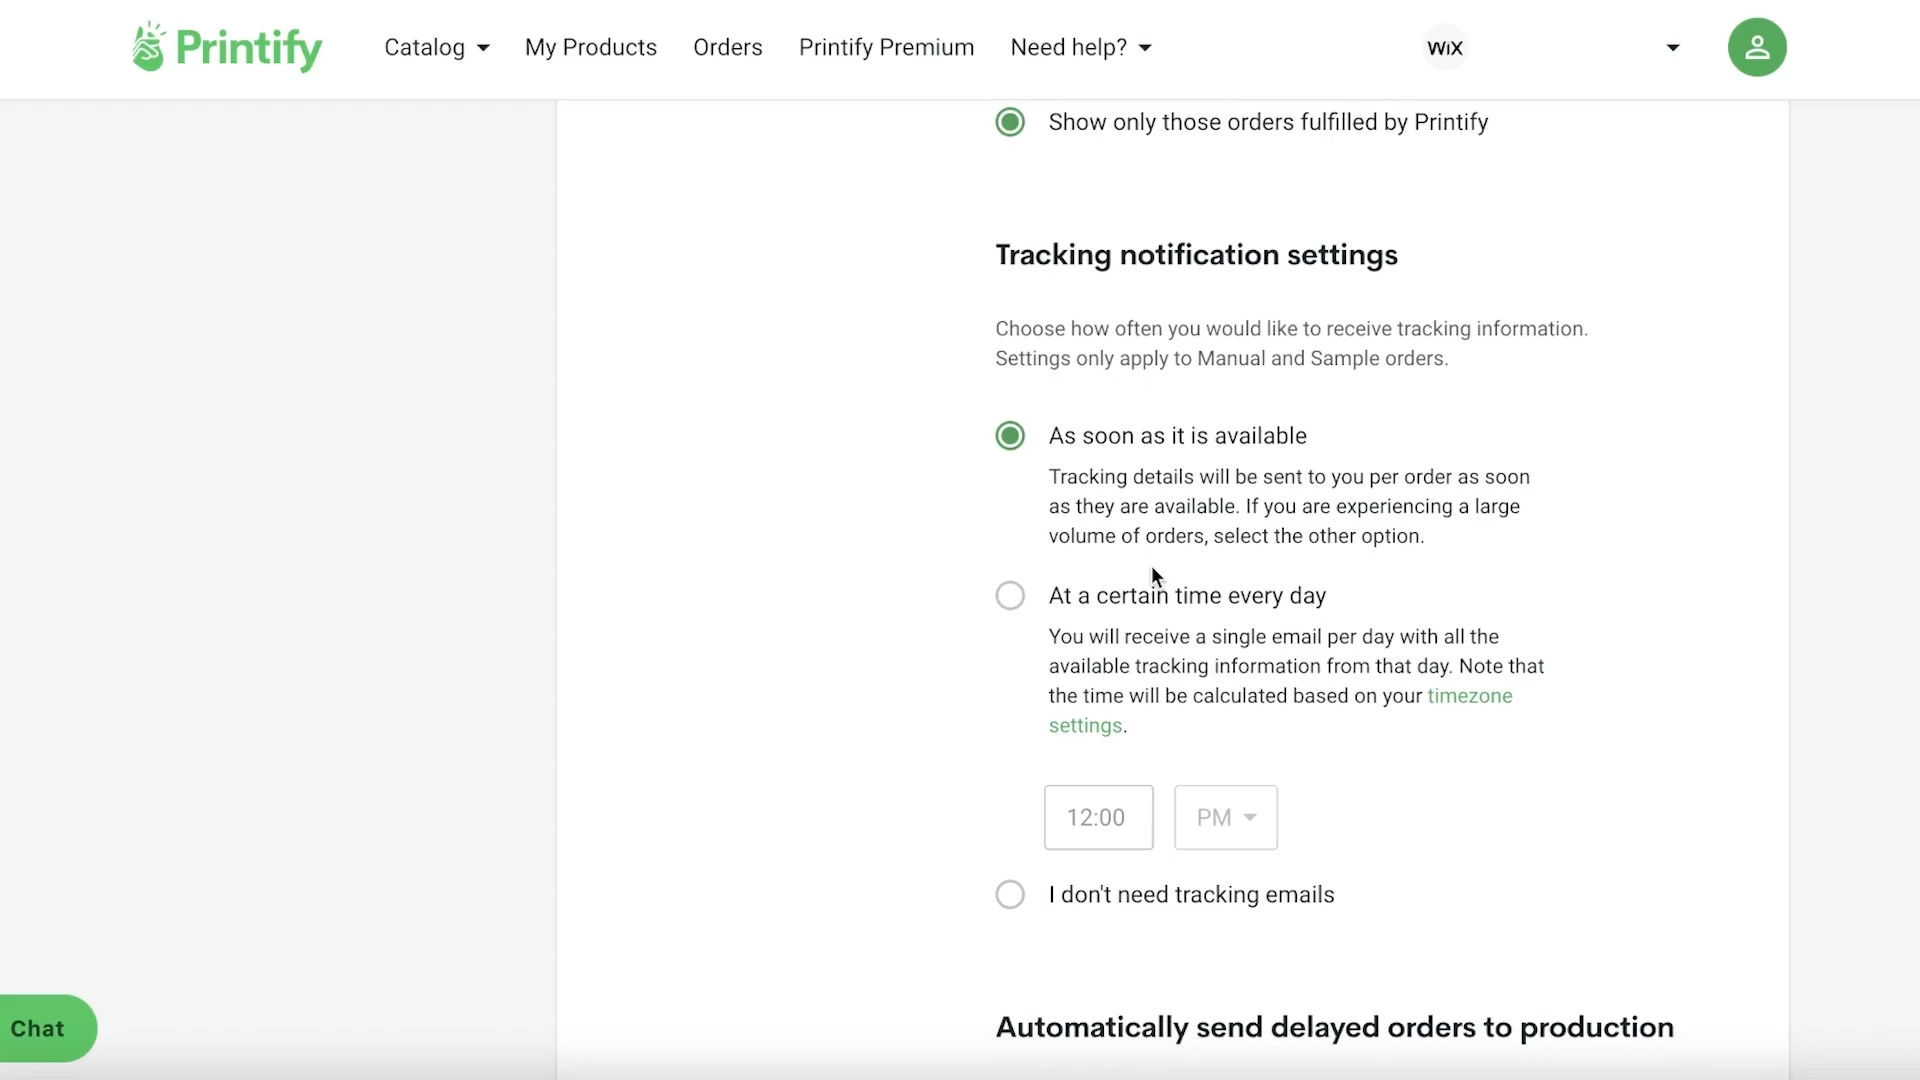 Printify
Catalog
My Products
Orders
Printify Premium
Need help?
WiX
Show only those orders fulfilled by Printify
Tracking notification settings
Choose how often you would like to receive tracking information.
Settings only apply to Manual and Sample orders.
As soon as it is available
Tracking details will be sent to you per order as soon
as they are available. If you are experiencing a large
volume of orders, select the other option.
At a certain time every day
You will receive a single email per day with all the
available tracking information from that day. Note that
the time will be calculated based on your timezone
settings.
12:00
PM
I don't need tracking emails
Chat
Automatically send delayed orders to production